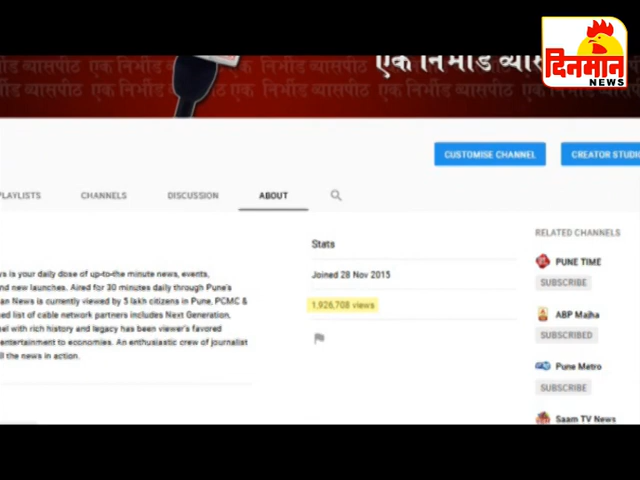 दिनमान
NEWS
एक निर्भीड व्यास
एक निर्भीड व्यासपीठ
CUSTOMISE CHANNEL
CREATOR STUDIO
PLAYLISTS
CHANNELS
DISCUSSION
ABOUT
ws is your daily dose of up-to-the minute news, events,
nd new launches. Aired for 30 minutes daily through Pune's
an News is currently viewed by 5 lakh citizens in Pune, PCMC &
ed list of cable network partners includes Next Generation,
el with rich history and legacy has been viewer's favored
entertainment to economies. An enthusiastic crew of journalist
ll the news in action.
Stats
Joined 28 Nov 2015
1,926,708 views
RELATED CHANNELS
PUNE TIME
SUBSCRIBE
ABP Majha
SUBSCRIBED
Pune Metro
SUBSCRIBE
Saam TV News